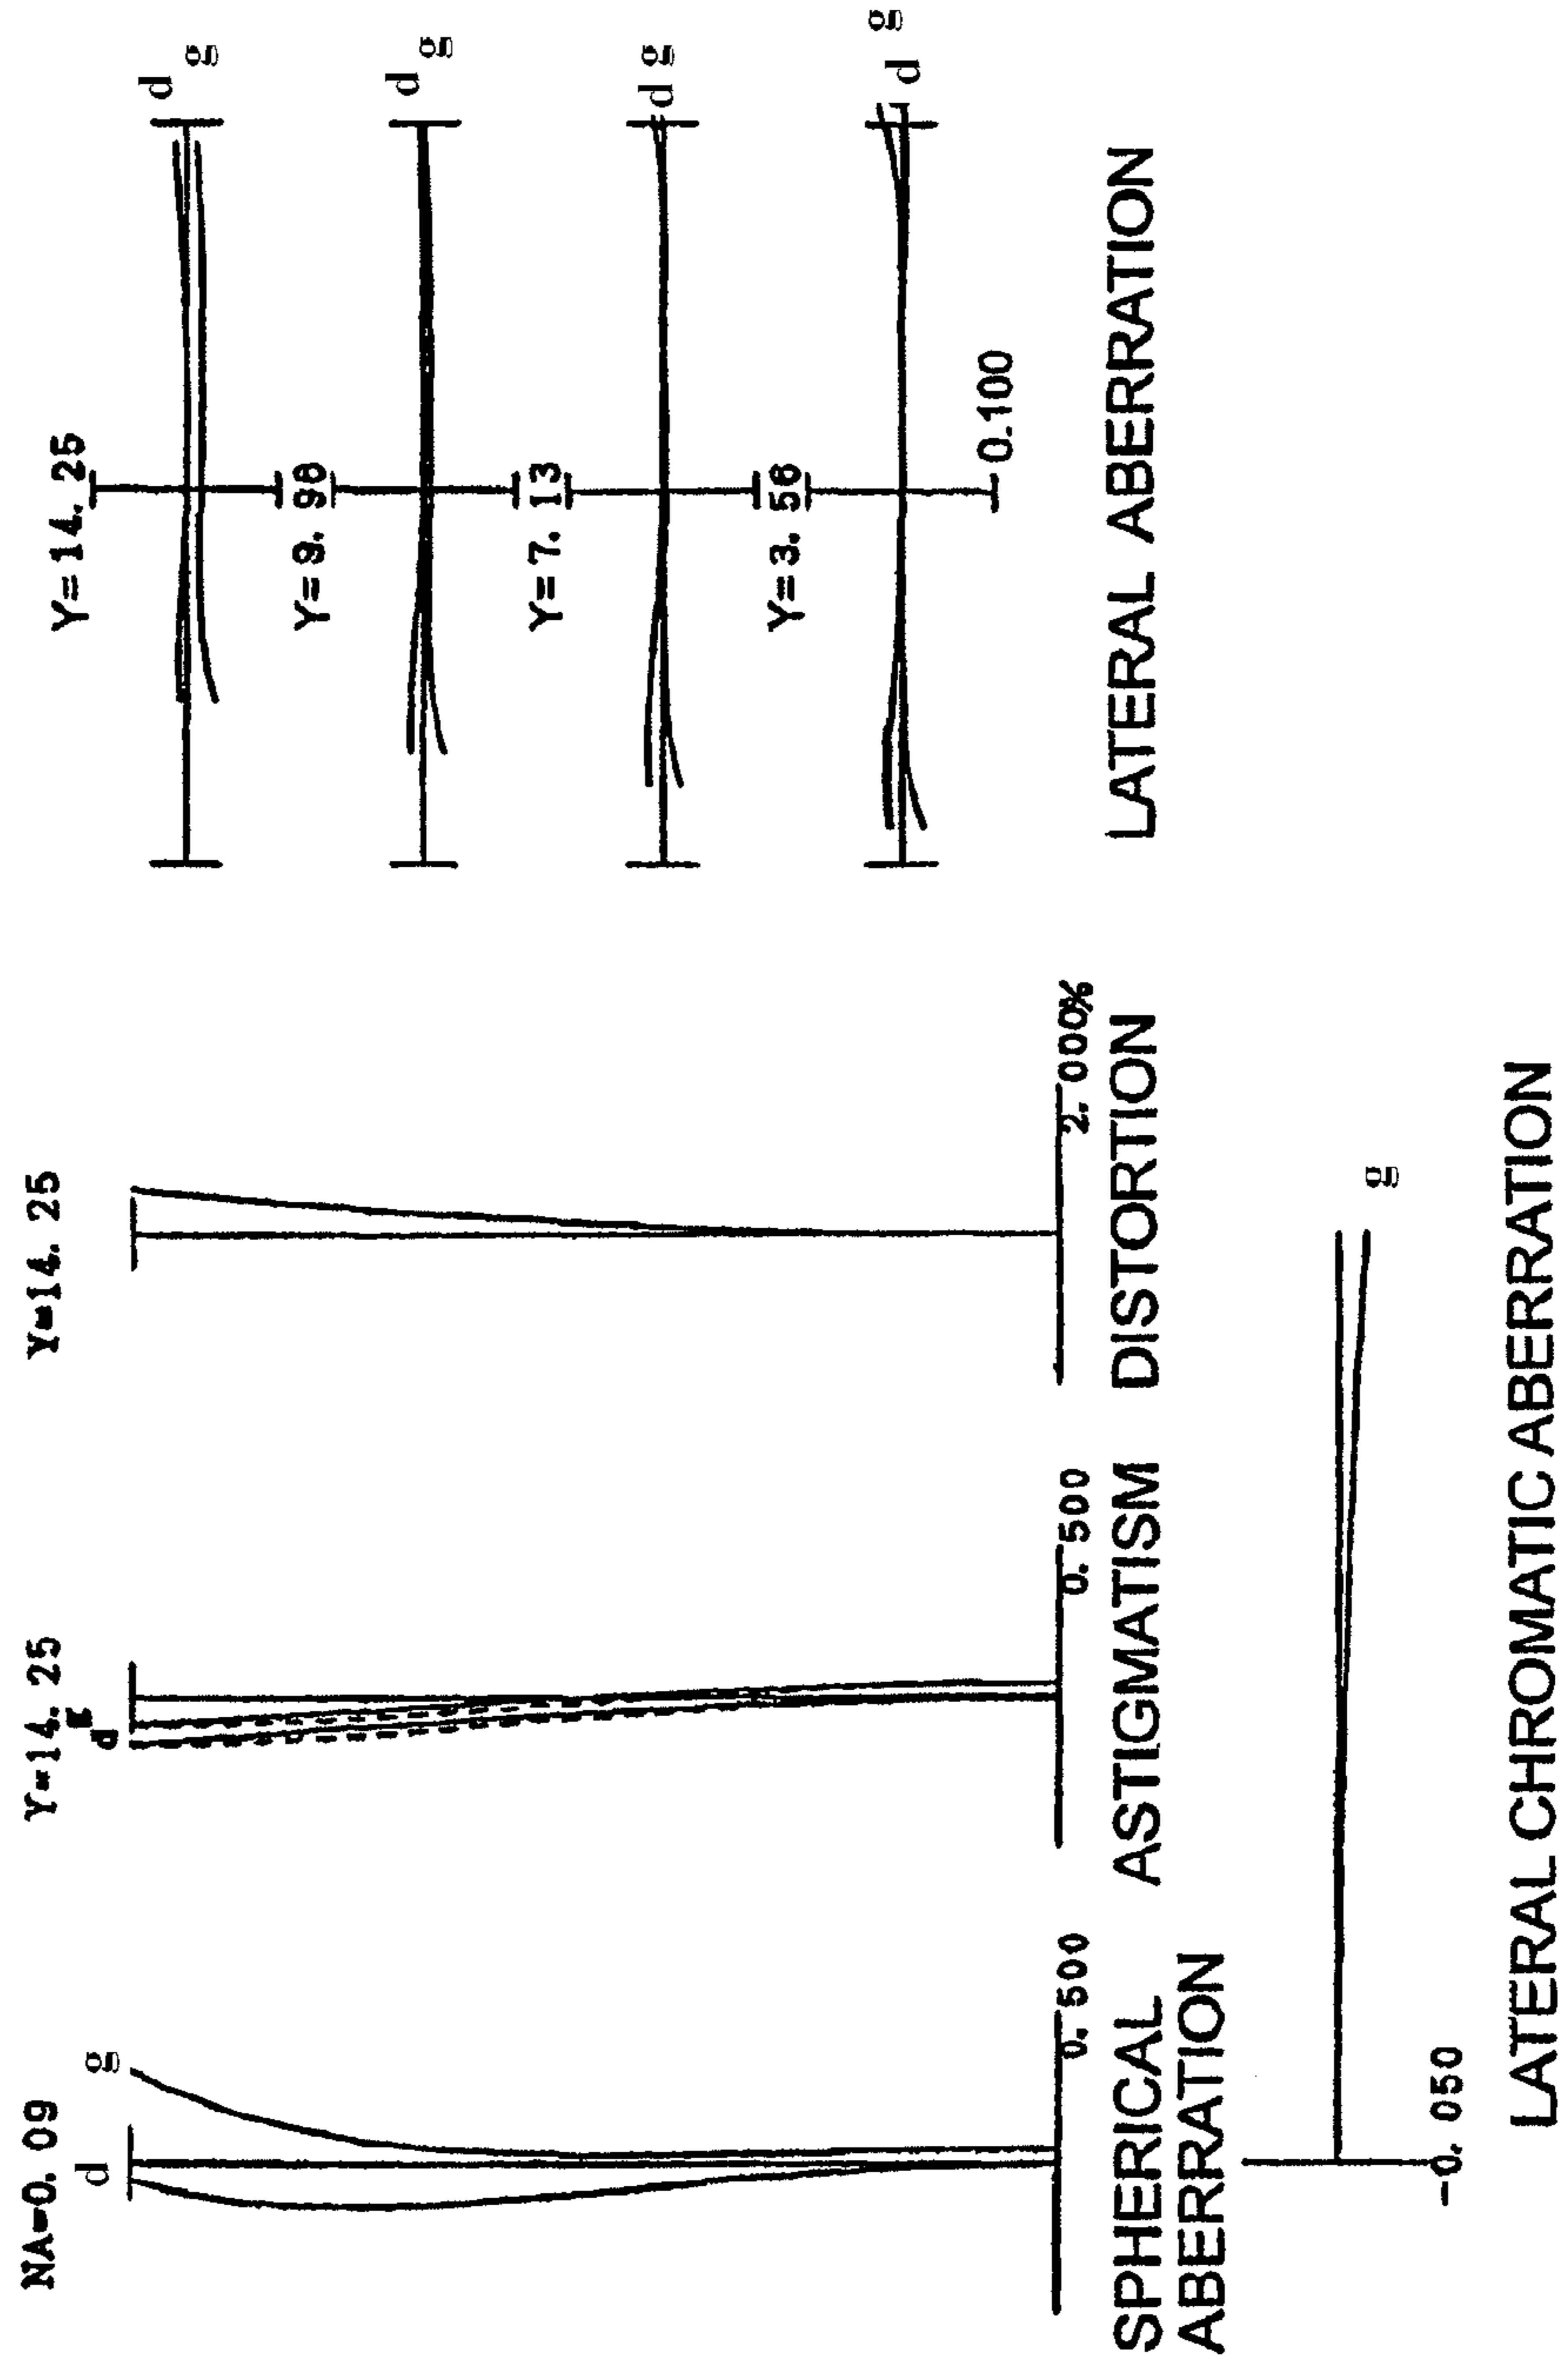 NA=0. 09
d
g
0. 500
SPHERICAL
ABERRATION
Y=14. 25
d
g
0. 500
ASTIGMATISM
Y=14. 25
2. 000%
DISTORTION
Y=14. 25
d
g
Y=9. 98
d
g
Y=7. 13
d
g
Y=3. 56
d
g
0.100
LATERAL ABERRATION
-0. 050
g
LATERAL CHROMATIC ABERRATION